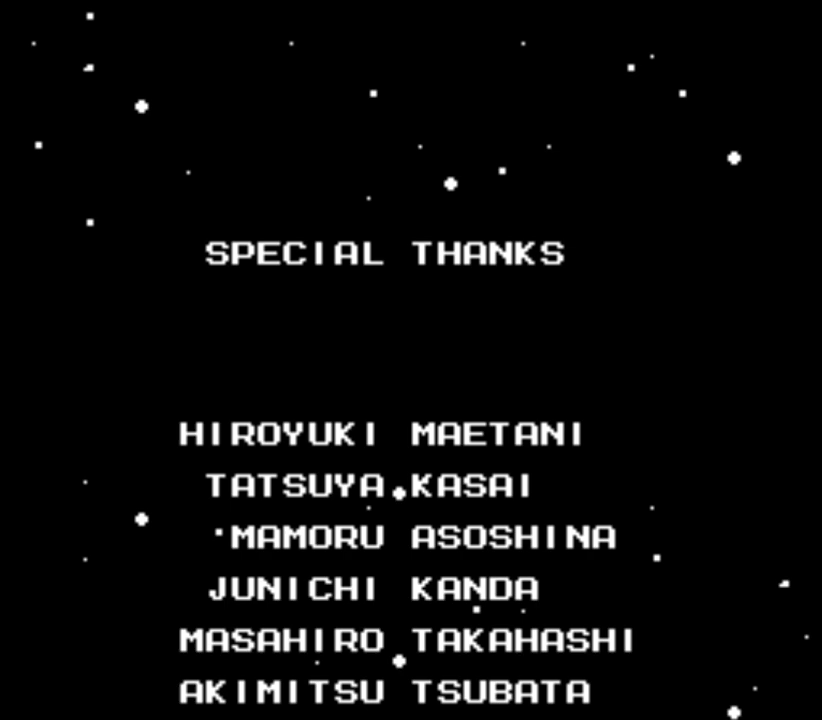 SPECIAL THANKS
HIROYUKI MAETANI
TATSUYA KASAI
MAMORU ASOSHINA
JUNICHI KANDA
MASAHIRO TAKAHASHI
AKIMITSU TSUBATA